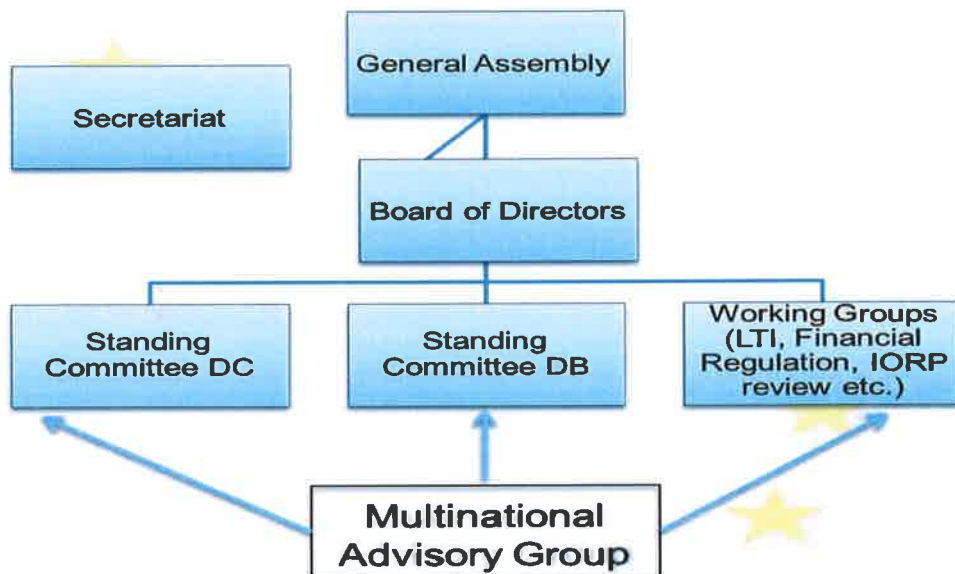 General Assembly
Secretariat
Board of Directors
Standing
Committee DC
Standing
Committee DB
Working Groups
(LTI, Financial
Regulation, IORP
review etc.)
Multinational
Advisory Group